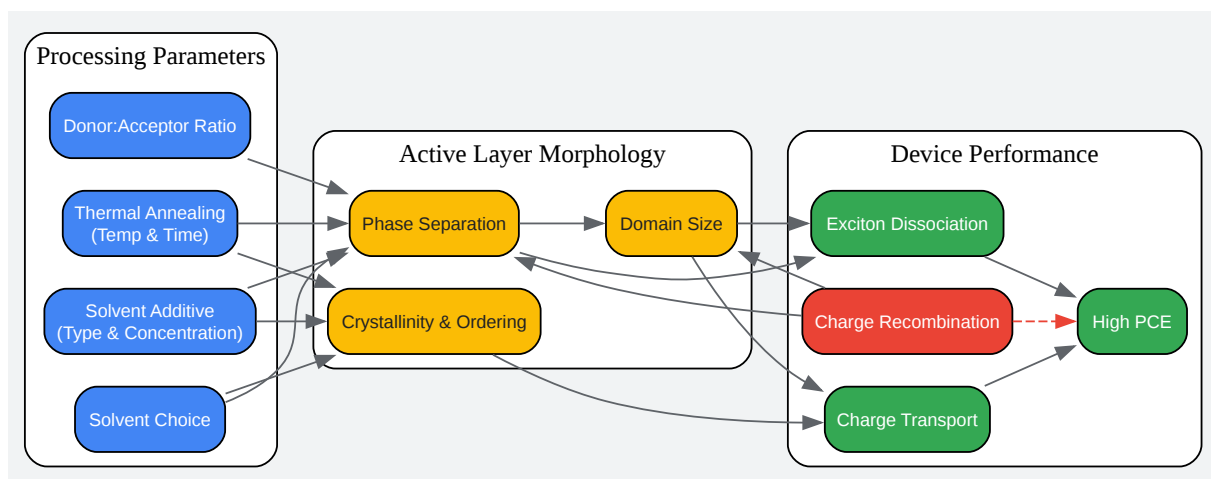 Processing Parameters
Donor:Acceptor Ratio
Thermal Annealing
(Temp & Time)
Solvent Additive
(Type & Concentration)
Solvent Choice
Active Layer Morphology
Phase Separation
Domain Size
Crystallinity & Ordering
Device Performance
Exciton Dissociation
Charge Recombination
High PCE
Charge Transport